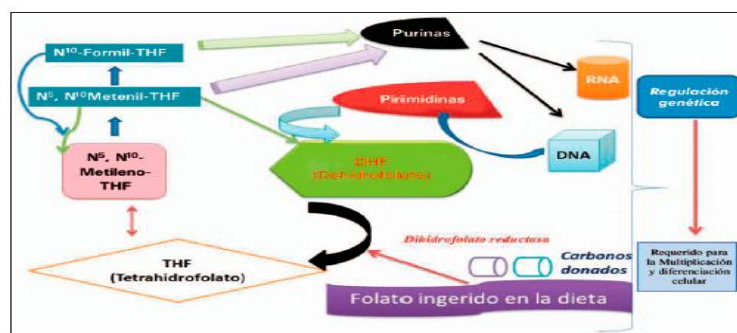 N¹⁰-Formil-THF
N⁵, N¹⁰Metenil-THF
N⁵, N¹⁰-
Metileno-
THF
THF
(Tetrahidrofolato)
Purinas
Pirimidinas
DHF
(Dehidrofolato)
RNA
DNA
Dihidrofolato reductasa
Carbonos
donados
Folato ingerido en la dieta
Regulación
genética
Requerido para
la Multiplicación
y diferenciación
celular